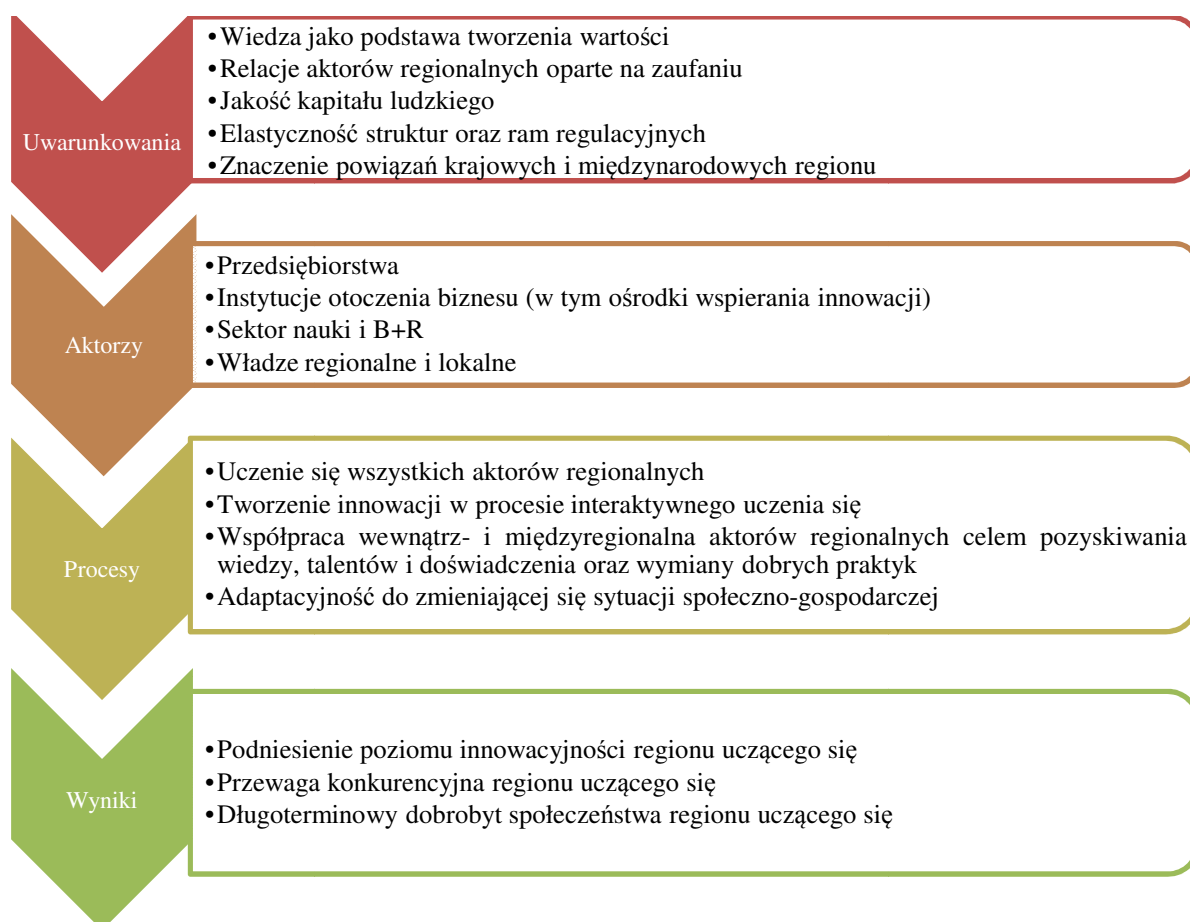 Uwarunkowania
•Wiedza jako podstawa tworzenia wartości
•Relacje aktorów regionalnych oparte na zaufaniu
•Jakość kapitału ludzkiego
•Elastyczność struktur oraz ram regulacyjnych
•Znaczenie powiązań krajowych i międzynarodowych regionu
Aktorzy
•Przedsiębiorstwa
•Instytucje otoczenia biznesu (w tym ośrodki wspierania innowacji)
•Sektor nauki i B+R
•Władze regionalne i lokalne
Procesy
•Uczenie się wszystkich aktorów regionalnych
•Tworzenie innowacji w procesie interaktywnego uczenia się
•Współpraca wewnątrz- i międzyregionalna aktorów regionalnych celem pozyskiwania
wiedzy, talentów i doświadczenia oraz wymiany dobrych praktyk
•Adaptacyjność do zmieniającej się sytuacji społeczno-gospodarczej
Wyniki
•Podniesienie poziomu innowacyjności regionu uczącego się
•Przewaga konkurencyjna regionu uczącego się
•Długoterminowy dobrobyt społeczeństwa regionu uczącego się